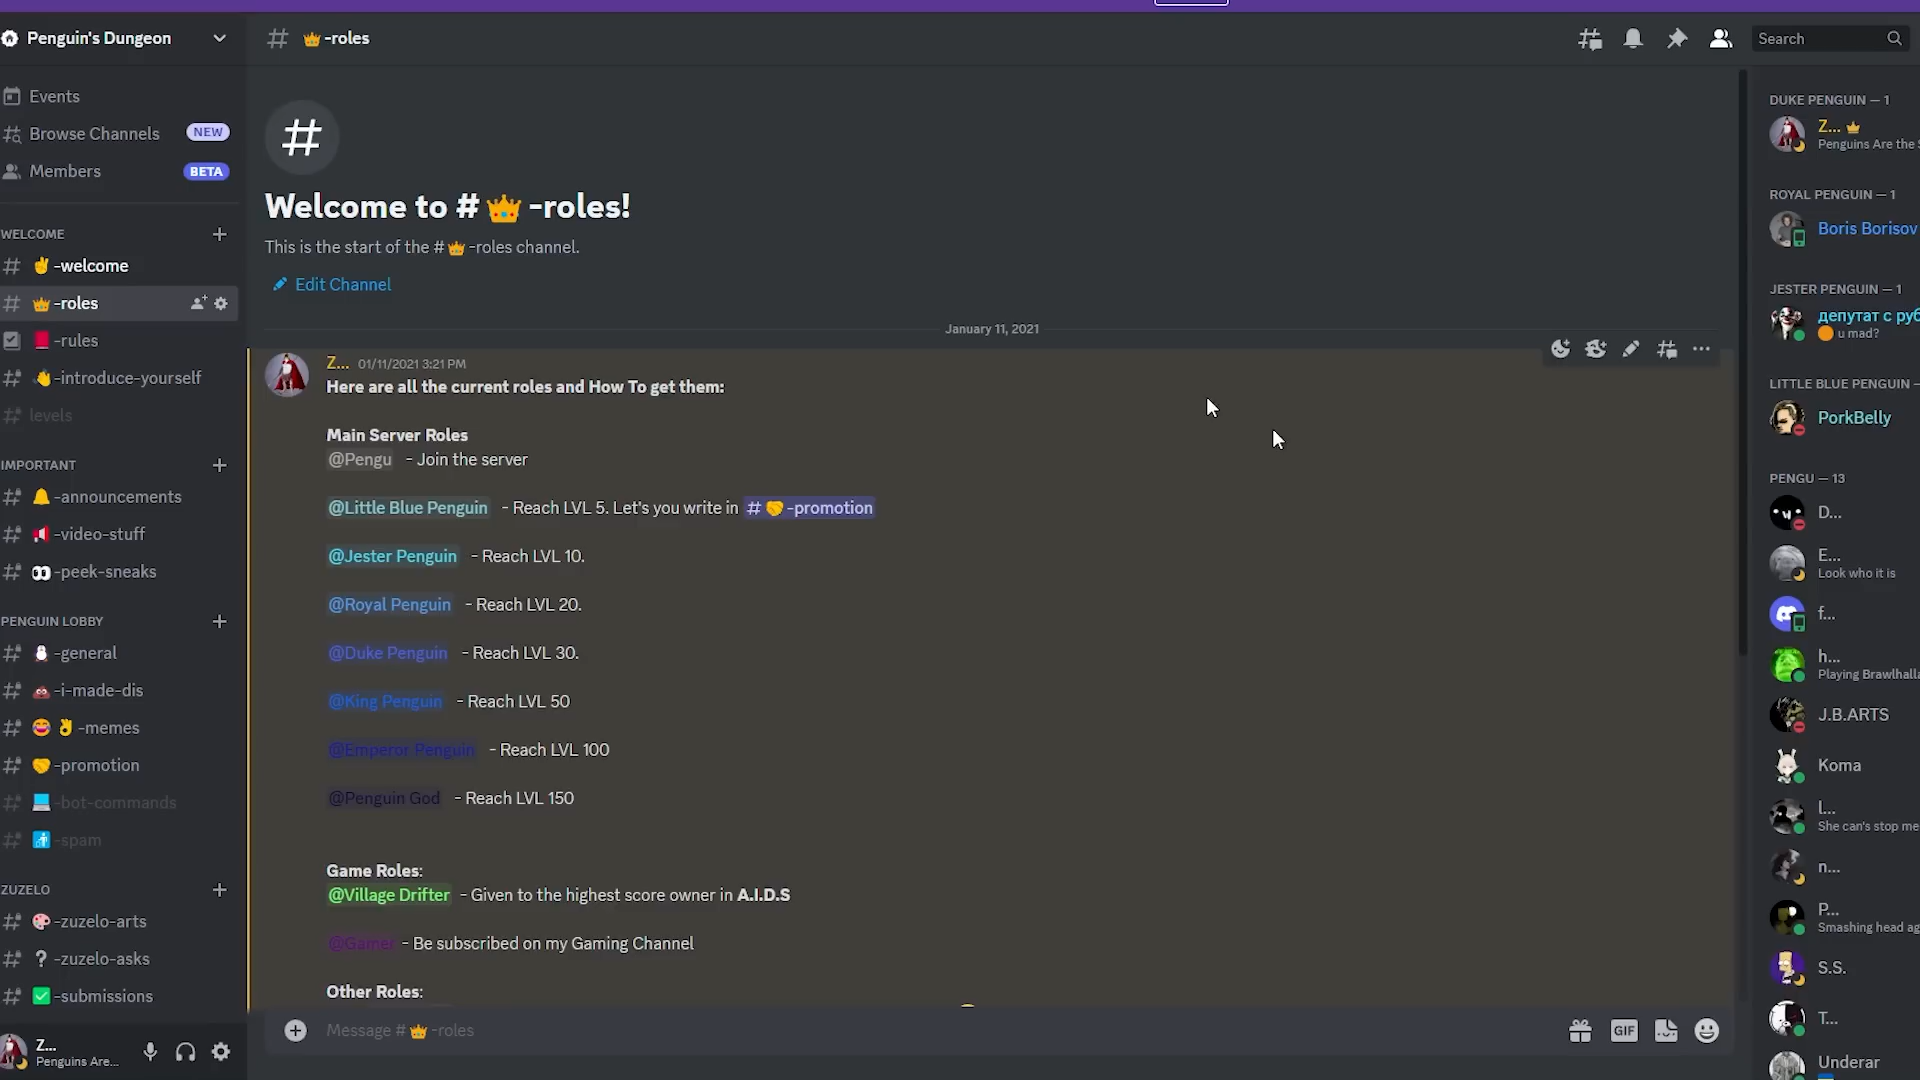 Penguin's Dungeon
Events
Browse Channels NEW
Members BETA
WELCOME
# ✌-welcome
# 👑-roles
📕-rules
# 👋-introduce-yourself
# levels
IMPORTANT
# 🔔-announcements
# 📢-video-stuff
# 👀-peek-sneaks
PENGUIN LOBBY
# 🐧-general
# 💩-i-made-dis
# 😂👌-memes
# 🤝-promotion
# 💻-bot-commands
# 🚮-spam
ZUZELO
# 🎨-zuzelo-arts
# ❓-zuzelo-asks
# ✅-submissions
Z...
Penguins Are...
# 👑-roles
Search
#
Welcome to #👑-roles!
This is the start of the #👑-roles channel.
Edit Channel
January 11, 2021
Z... 01/11/2021 3:21 PM
Here are all the current roles and How To get them:
Main Server Roles
@Pengu - Join the server
@Little Blue Penguin - Reach LVL 5. Let's you write in #🤝-promotion
@Jester Penguin - Reach LVL 10.
@Royal Penguin - Reach LVL 20.
@Duke Penguin - Reach LVL 30.
@King Penguin - Reach LVL 50
@Emperor Penguin - Reach LVL 100
@Penguin God - Reach LVL 150
Game Roles:
@Village Drifter - Given to the highest score owner in A.I.D.S
@Gamer - Be subscribed on my Gaming Channel
Other Roles:
Message #👑-roles
GIF
DUKE PENGUIN — 1
Z... 👑
Penguins Are the S
ROYAL PENGUIN — 1
Boris Borisov
JESTER PENGUIN — 1
депутат с руб
u mad?
LITTLE BLUE PENGUIN —
PorkBelly
PENGU — 13
D...
E...
Look who it is
f...
h...
Playing Brawlhalla
J.B.ARTS
Koma
l...
She can's stop me
n...
P...
Smashing head ag
S.S.
T...
Underar